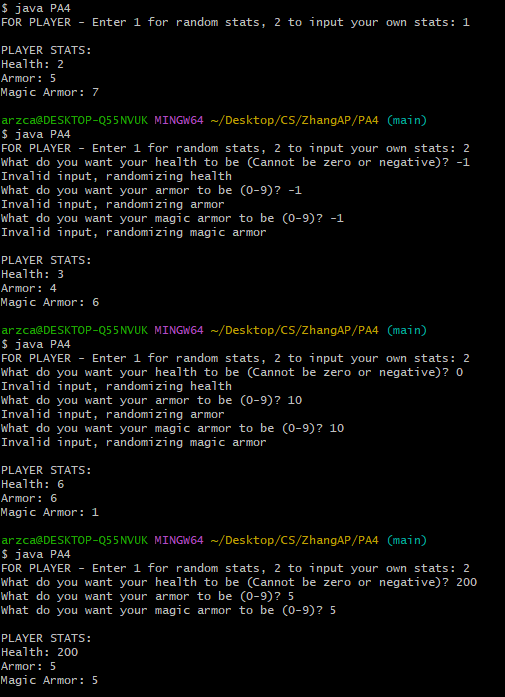 $ java PA4
FOR PLAYER - Enter 1 for random stats, 2 to input your own stats: 1
PLAYER STATS:
Health: 2
Armor: 5
Magic Armor: 7
arzca@DESKTOP-Q55NVUK MINGW64 ~/Desktop/CS/ZhangAP/PA4 (main)
$ java PA4
FOR PLAYER - Enter 1 for random stats, 2 to input your own stats: 2
What do you want your health to be (Cannot be zero or negative)? -1
Invalid input, randomizing health
What do you want your armor to be (0-9)? -1
Invalid input, randomizing armor
What do you want your magic armor to be (0-9)? -1
Invalid input, randomizing magic armor
PLAYER STATS:
Health: 3
Armor: 4
Magic Armor: 6
arzca@DESKTOP-Q55NVUK MINGW64 ~/Desktop/CS/ZhangAP/PA4 (main)
$ java PA4
FOR PLAYER - Enter 1 for random stats, 2 to input your own stats: 2
What do you want your health to be (Cannot be zero or negative)? 0
Invalid input, randomizing health
What do you want your armor to be (0-9)? 10
Invalid input, randomizing armor
What do you want your magic armor to be (0-9)? 10
Invalid input, randomizing magic armor
PLAYER STATS:
Health: 6
Armor: 6
Magic Armor: 1
arzca@DESKTOP-Q55NVUK MINGW64 ~/Desktop/CS/ZhangAP/PA4 (main)
$ java PA4
FOR PLAYER - Enter 1 for random stats, 2 to input your own stats: 2
What do you want your health to be (Cannot be zero or negative)? 200
What do you want your armor to be (0-9)? 5
What do you want your magic armor to be (0-9)? 5
PLAYER STATS:
Health: 200
Armor: 5
Magic Armor: 5